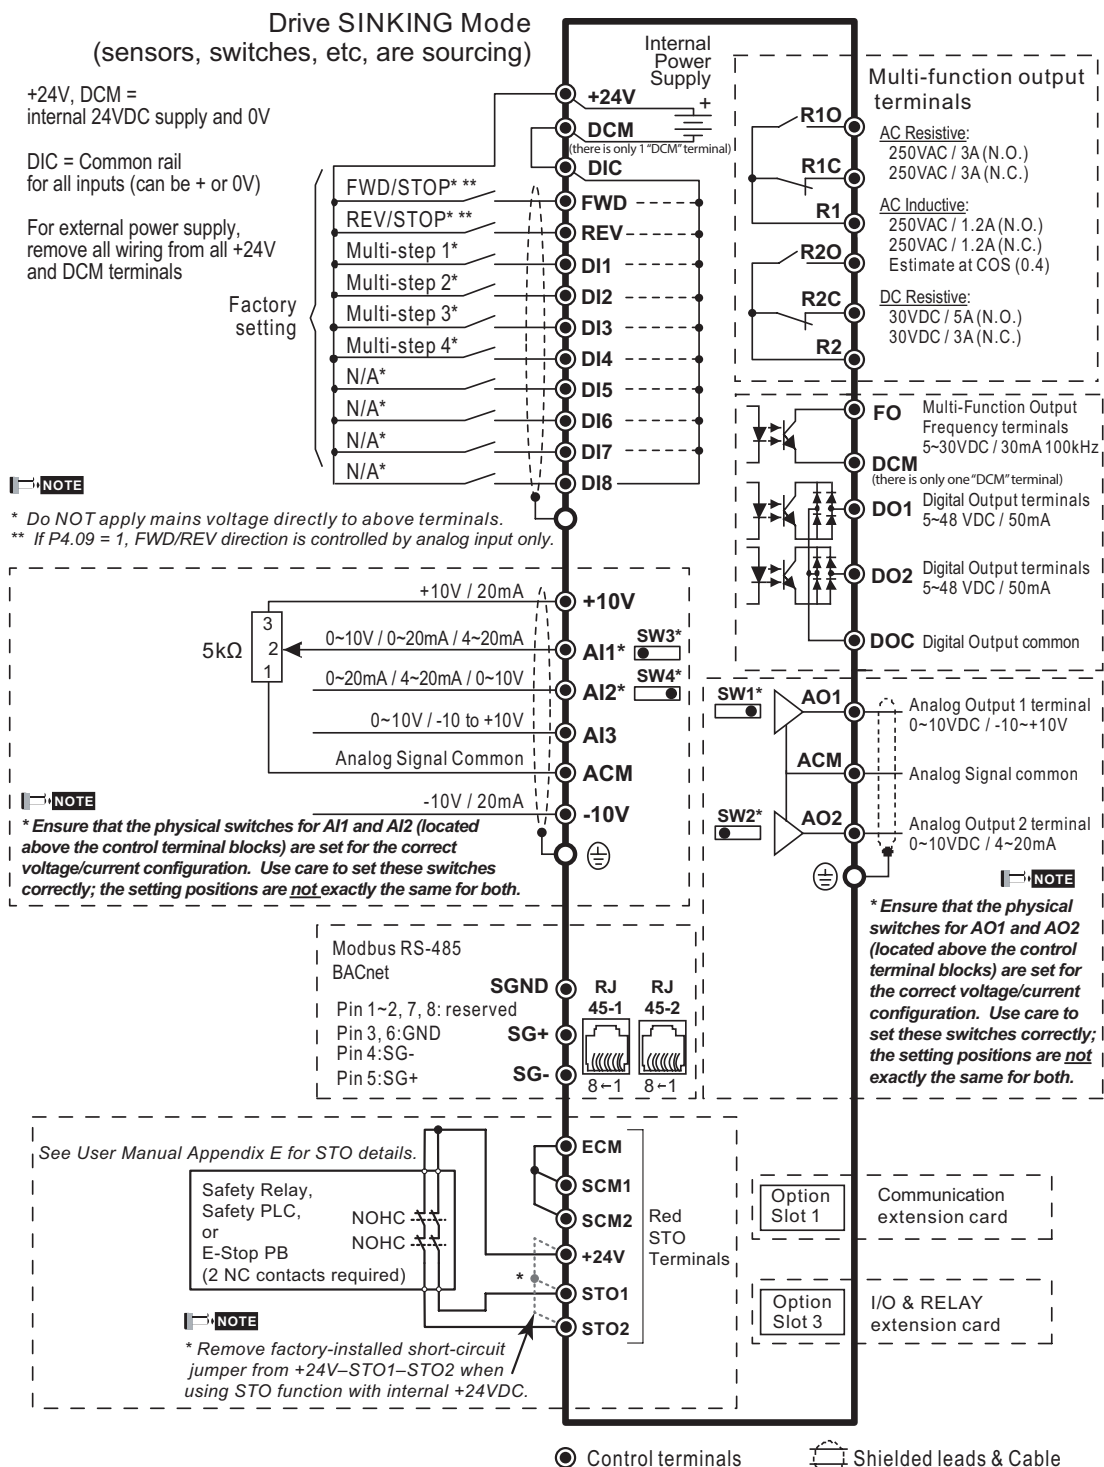 Drive SINKING Mode
(sensors, switches, etc, are sourcing)
+24V, DCM =
internal 24VDC supply and 0V
DIC = Common rail
for all inputs (can be + or 0V)
For external power supply,
remove all wiring from all +24V
and DCM terminals
Factory
setting
FWD/STOP* **
REV/STOP* **
Multi-step 1*
Multi-step 2*
Multi-step 3*
Multi-step 4*
N/A*
N/A*
N/A*
N/A*
Internal
Power
Supply
+
+24V
DCM
(there is only 1 "DCM" terminal)
DIC
FWD
REV
DI1
DI2
DI3
DI4
DI5
DI6
DI7
DI8
NOTE
* Do NOT apply mains voltage directly to above terminals.
** If P4.09 = 1, FWD/REV direction is controlled by analog input only.
R1O
R1C
R1
R2O
R2C
R2
Multi-function output
terminals
AC Resistive:
250VAC / 3A (N.O.)
250VAC / 3A (N.C.)
AC Inductive:
250VAC / 1.2A (N.O.)
250VAC / 1.2A (N.C.)
Estimate at COS (0.4)
DC Resistive:
30VDC / 5A (N.O.)
30VDC / 3A (N.C.)
FO
Multi-Function Output
Frequency terminals
5~30VDC / 30mA 100kHz
DCM
(there is only one "DCM" terminal)
DO1
Digital Output terminals
5~48 VDC / 50mA
DO2
Digital Output terminals
5~48 VDC / 50mA
DOC Digital Output common
5kΩ
3
2
1
+10V / 20mA
0~10V / 0~20mA / 4~20mA
0~20mA / 4~20mA / 0~10V
0~10V / -10 to +10V
Analog Signal Common
-10V / 20mA
+10V
AI1*
SW3*
AI2*
SW4*
AI3
ACM
-10V
NOTE
* Ensure that the physical switches for AI1 and AI2 (located
above the control terminal blocks) are set for the correct
voltage/current configuration. Use care to set these switches
correctly; the setting positions are not exactly the same for both.
SW1*
AO1
Analog Output 1 terminal
0~10VDC / -10~+10V
ACM
Analog Signal common
SW2*
AO2
Analog Output 2 terminal
0~10VDC / 4~20mA
NOTE
* Ensure that the physical
switches for AO1 and AO2
(located above the control
terminal blocks) are set for
the correct voltage/current
configuration. Use care to
set these switches correctly;
the setting positions are not
exactly the same for both.
Modbus RS-485
BACnet
Pin 1~2, 7, 8: reserved
Pin 3, 6:GND
Pin 4:SG-
Pin 5:SG+
SGND
SG+
SG-
RJ
45-1
RJ
45-2
8←1
8←1
See User Manual Appendix E for STO details.
Safety Relay,
Safety PLC,
or
E-Stop PB
(2 NC contacts required)
NOHC
NOHC
*
ECM
SCM1
SCM2
+24V
STO1
STO2
Red
STO
Terminals
NOTE
* Remove factory-installed short-circuit
jumper from +24V–STO1–STO2 when
using STO function with internal +24VDC.
Option
Slot 1
Communication
extension card
Option
Slot 3
I/O & RELAY
extension card
Control terminals
Shielded leads & Cable